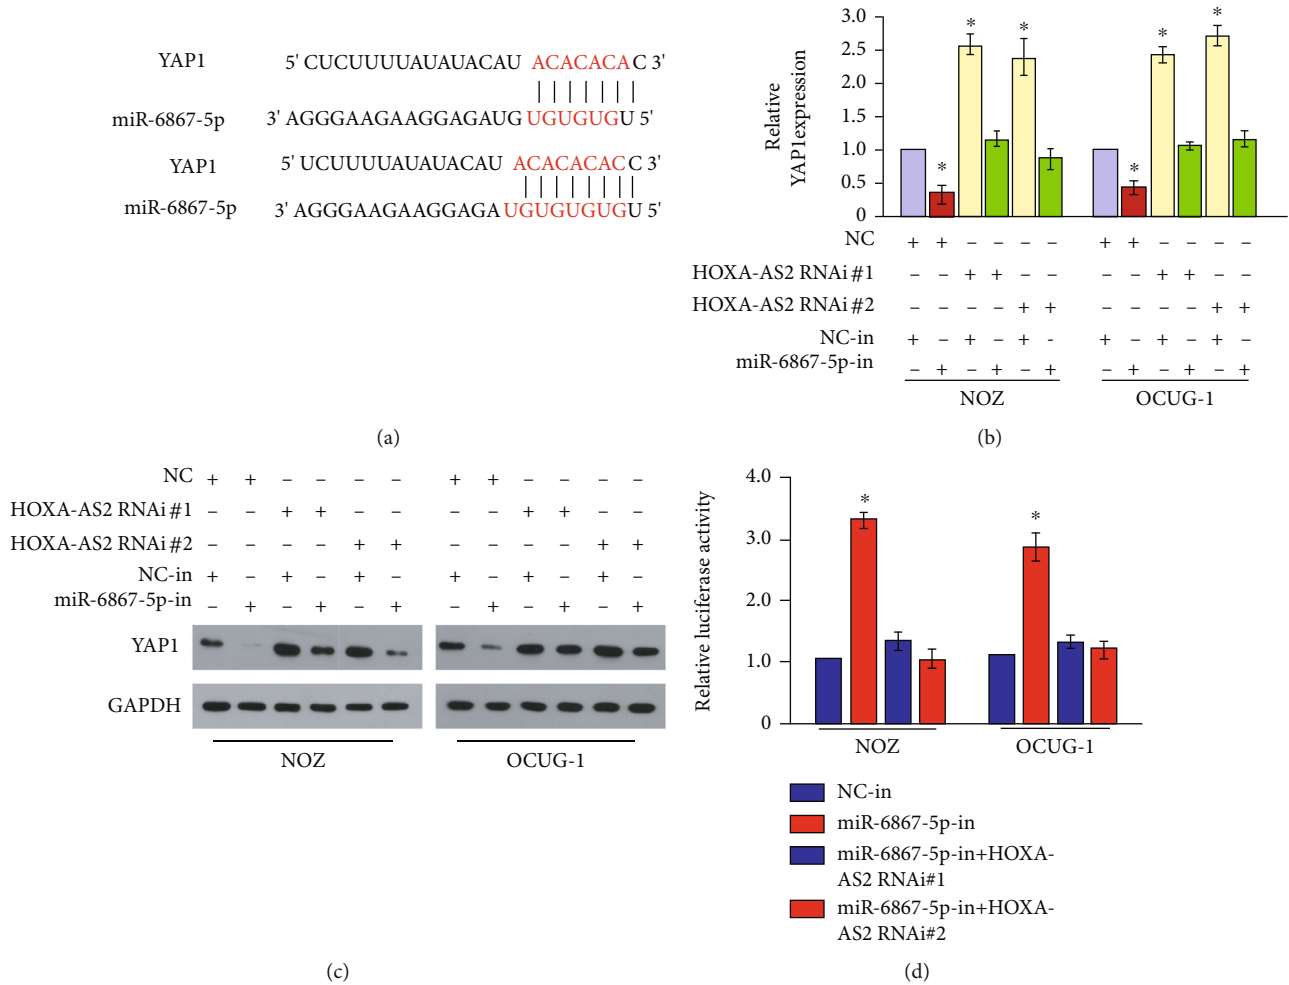 YAP1 5' CUCUUUUAUAUACAU ACACACA C 3'
miR-6867-5p 3' AGGGAAGAAGGAGAUG UGUGUG U 5'
YAP1 5' UCUUUUAUAUACAU ACACACAC C 3'
miR-6867-5p 3' AGGGAAGAAGGAGA UGUGUGUG U 5'
(a)
Relative
YAP1expression
3.0
2.5
2.0
1.5
1.0
0.5
0
* * * * * *
NC + + – – – – + + – – – –
HOXA-AS2 RNAi #1 – – + + – – – – + + – –
HOXA-AS2 RNAi #2 – – – – + + – – – – + +
NC-in + – + – + - + – + – + –
miR-6867-5p-in – + – + – + – + – + – +
NOZ OCUG-1
(b)
NC + + – – – – + + – – – –
HOXA-AS2 RNAi #1 – – + + – – – – + + – –
HOXA-AS2 RNAi #2 – – – – + + – – – – + +
NC-in + – + – + – + – + – + –
miR-6867-5p-in – + – + – + – + – + – +
YAP1
GAPDH
NOZ OCUG-1
(c)
Relative luciferase activity
4.0
3.0
2.0
1.0
0
* *
NOZ OCUG-1
NC-in
miR-6867-5p-in
miR-6867-5p-in+HOXA-
AS2 RNAi#1
miR-6867-5p-in+HOXA-
AS2 RNAi#2
(d)